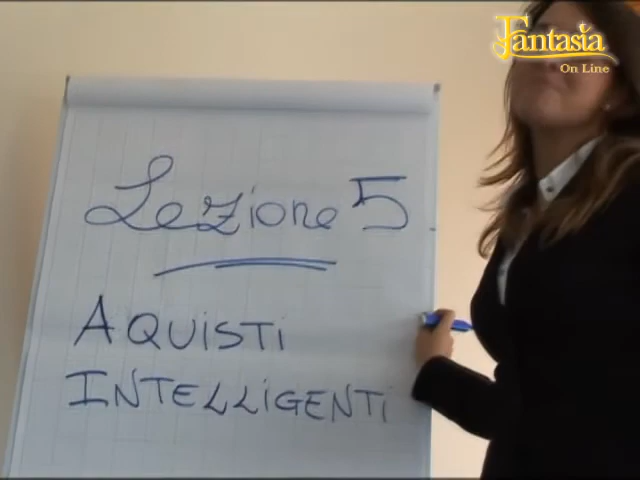 Fantasia
On Line
Lezione 5
AQUISTI
INTELLIGENTI